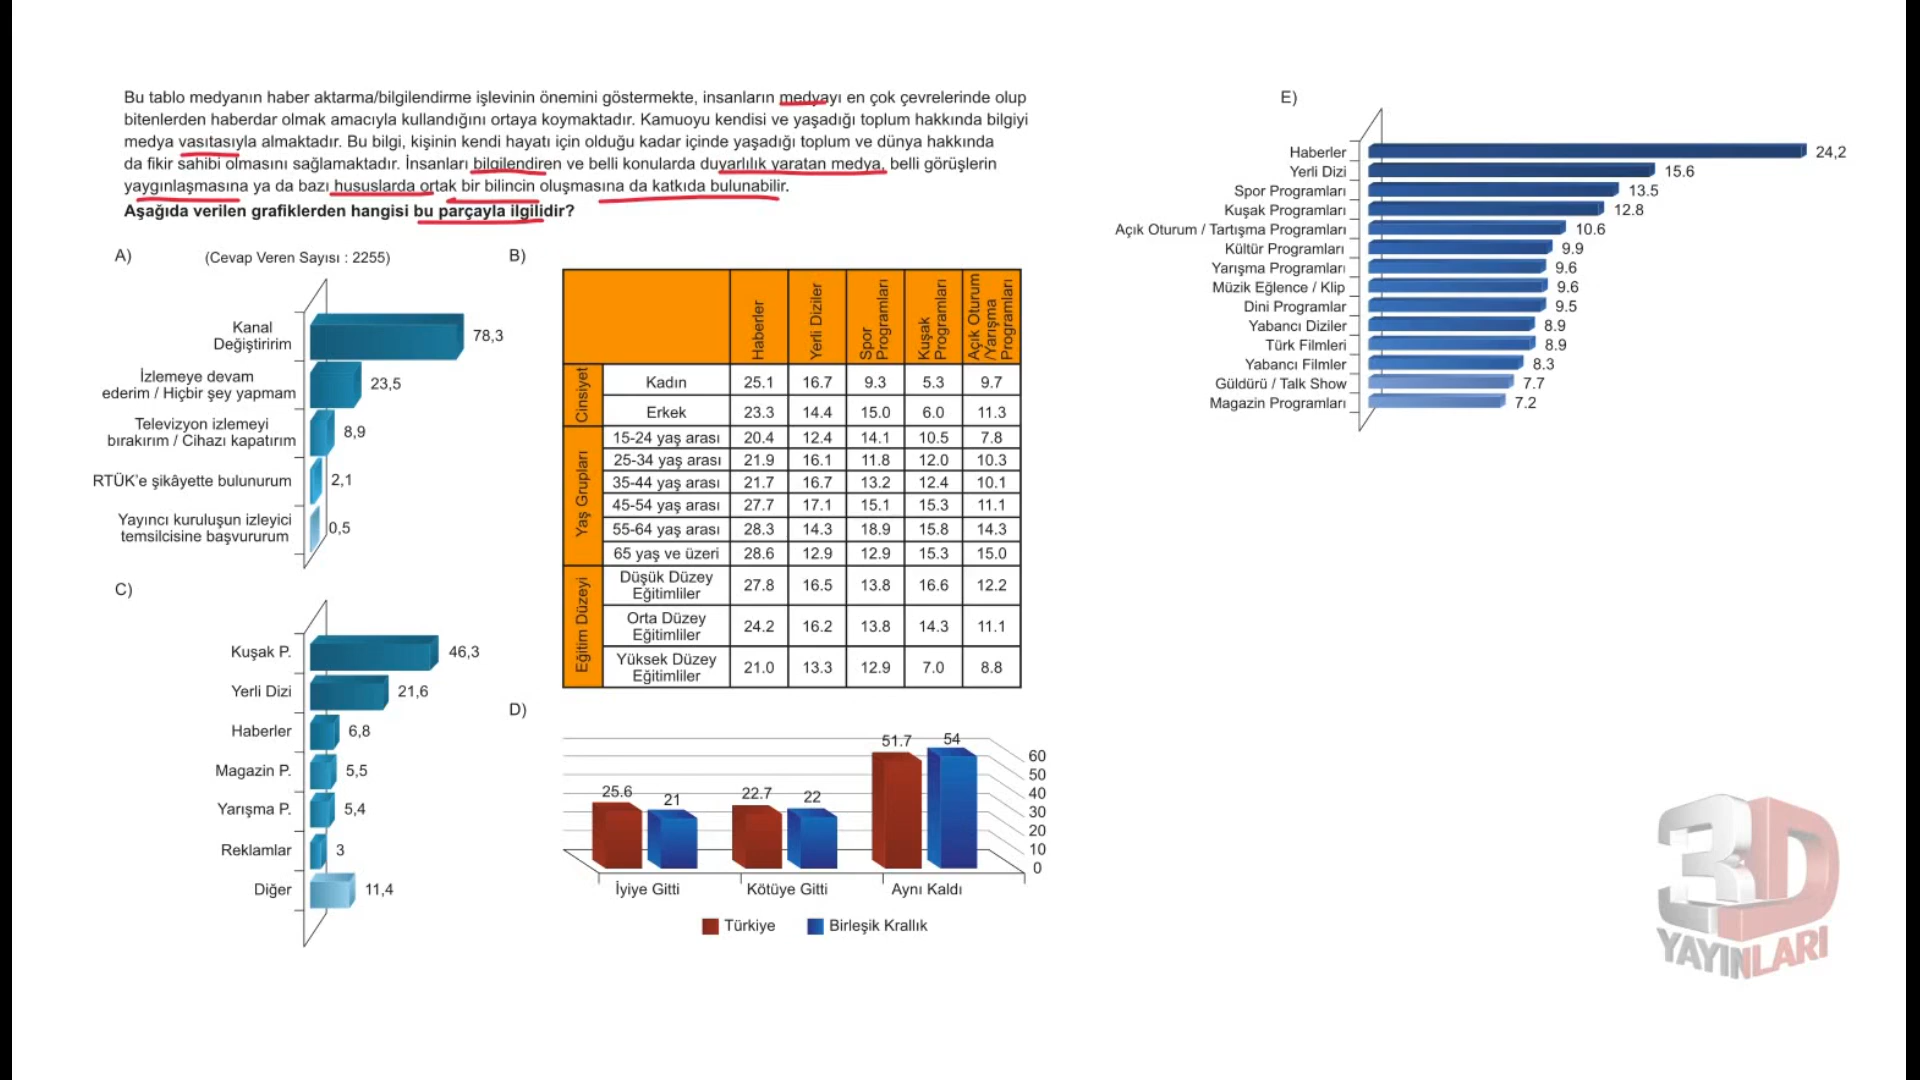 Bu tablo medyanın haber aktarma/bilgilendirme işlevinin önemini göstermekte, insanların medyayı en çok çevrelerinde olup
bitenlerden haberdar olmak amacıyla kullandığını ortaya koymaktadır. Kamuoyu kendisi ve yaşadığı toplum hakkında bilgiyi
medya vasıtasıyla almaktadır. Bu bilgi, kişinin kendi hayatı için olduğu kadar içinde yaşadığı toplum ve dünya hakkında
da fikir sahibi olmasını sağlamaktadır. İnsanları bilgilendiren ve belli konularda duyarlılık yaratan medya, belli görüşlerin
yaygınlaşmasına ya da bazı hususlarda ortak bir bilincin oluşmasına da katkıda bulunabilir.
Aşağıda verilen grafiklerden hangisi bu parçayla ilgilidir?
A)
(Cevap Veren Sayısı : 2255)
Kanal
Değiştiririm
78,3
İzlemeye devam
ederim / Hiçbir şey yapmam
23,5
Televizyon izlemeyi
bırakırım / Cihazı kapatırım
8,9
RTÜK'e şikâyette bulunurum
2,1
Yayıncı kuruluşun izleyici
temsilcisine başvururum
0,5
B)
Haberler
Yerli Diziler
Spor
Programları
Kuşak
Programları
Açık Oturum
/Yarışma
Programları
Cinsiyet
Kadın 25.1 16.7 9.3 5.3 9.7
Erkek 23.3 14.4 15.0 6.0 11.3
Yaş Grupları
15-24 yaş arası 20.4 12.4 14.1 10.5 7.8
25-34 yaş arası 21.9 16.1 11.8 12.0 10.3
35-44 yaş arası 21.7 16.7 13.2 12.4 10.1
45-54 yaş arası 27.7 17.1 15.1 15.3 11.1
55-64 yaş arası 28.3 14.3 18.9 15.8 14.3
65 yaş ve üzeri 28.6 12.9 12.9 15.3 15.0
Eğitim Düzeyi
Düşük Düzey
Eğitimliler
27.8 16.5 13.8 16.6 12.2
Orta Düzey
Eğitimliler
24.2 16.2 13.8 14.3 11.1
Yüksek Düzey
Eğitimliler
21.0 13.3 12.9 7.0 8.8
C)
Kuşak P. 46,3
Yerli Dizi 21,6
Haberler 6,8
Magazin P. 5,5
Yarışma P. 5,4
Reklamlar 3
Diğer 11,4
D)
25.6 21 22.7 22 51.7 54
60
50
40
30
20
10
0
İyiye Gitti Kötüye Gitti Aynı Kaldı
Türkiye Birleşik Krallık
E)
Haberler 24,2
Yerli Dizi 15.6
Spor Programları 13.5
Kuşak Programları 12.8
Açık Oturum / Tartışma Programları 10.6
Kültür Programları 9.9
Yarışma Programları 9.6
Müzik Eğlence / Klip 9.6
Dini Programlar 9.5
Yabancı Diziler 8.9
Türk Filmleri 8.9
Yabancı Filmler 8.3
Güldürü / Talk Show 7.7
Magazin Programları 7.2
3D
YAYINLARI